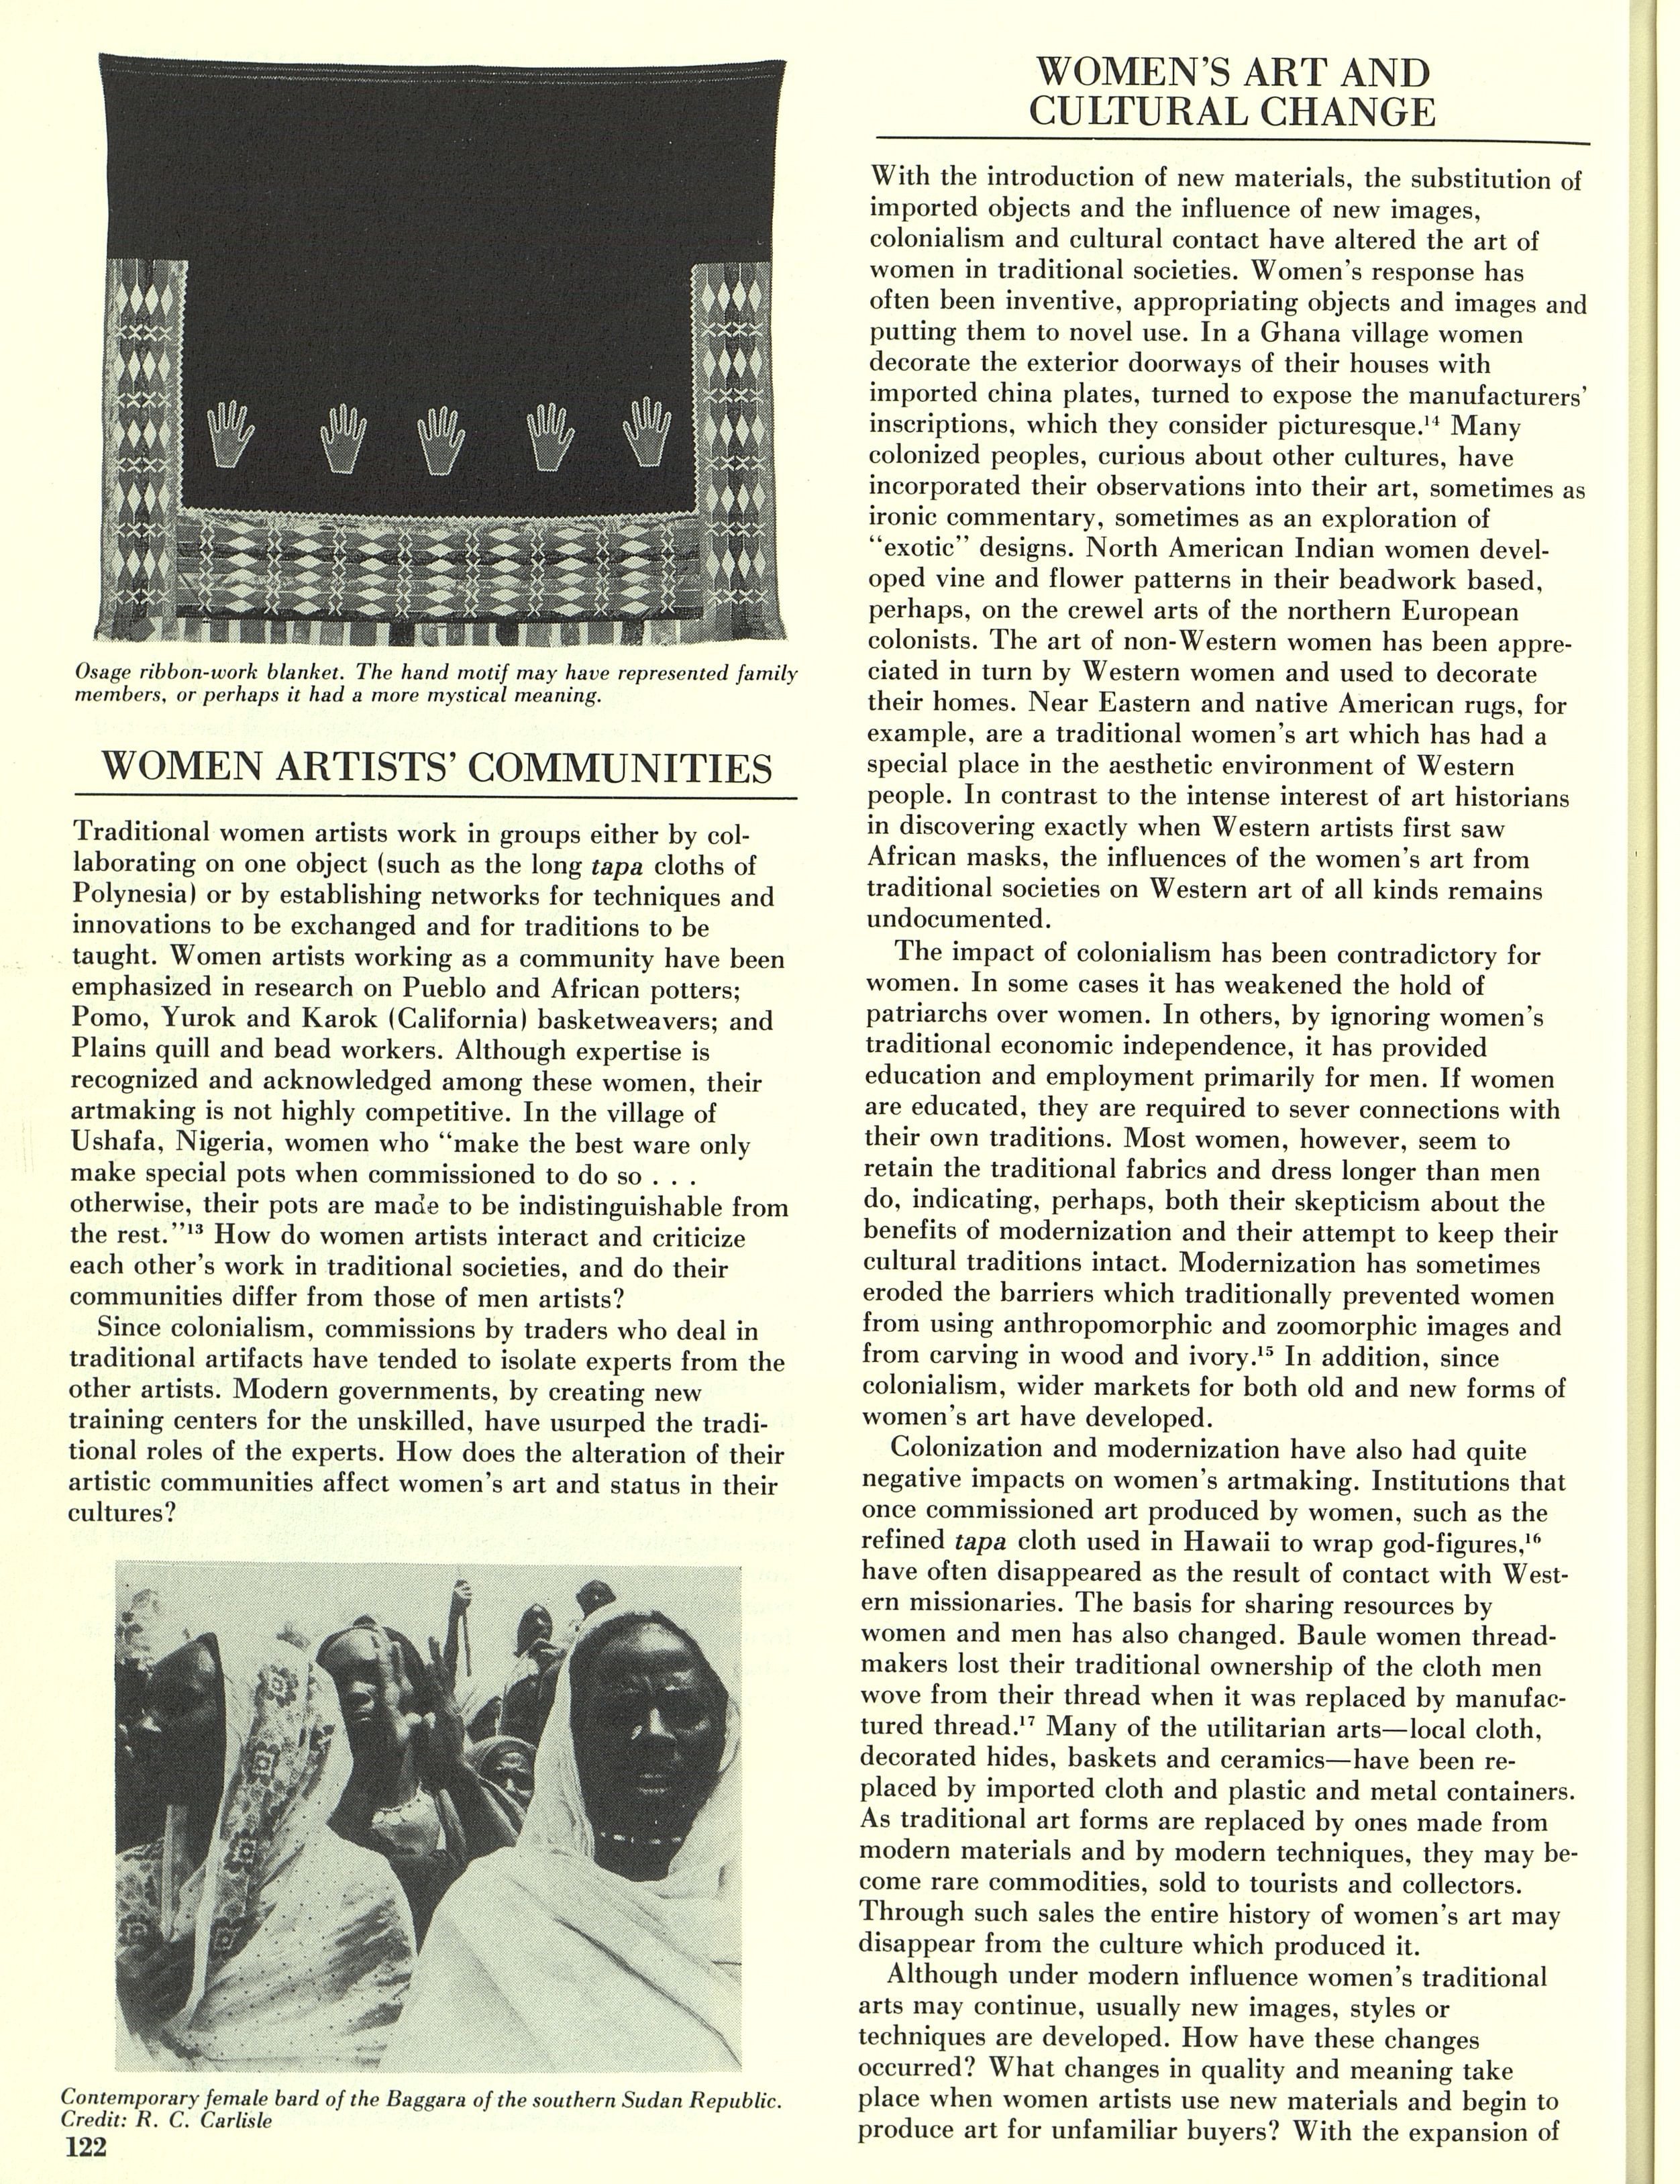 Osage ribbon-work blanket. The hand motif may have represented family
members, or perhaps it had a more mystical meaning.
WOMEN ARTISTS' COMMUNITIES
Traditional women artists work in groups either by col-
laborating on one object (such as the long tapa cloths of
Polynesia) or by establishing networks for techniques and
innovations to be exchanged and for traditions to be
taught. Women artists working as a community have been
emphasized in research on Pueblo and African potters;
Pomo, Yurok and Karok (California) basketweavers; and
Plains quill and bead workers. Although expertise is
recognized and acknowledged among these women, their
artmaking is not highly competitive. In the village of
Ushafa, Nigeria, women who “make the best ware only
make special pots when commissioned to do so . . .
otherwise, their pots are made to be indistinguishable from
the rest.”¹³ How do women artists interact and criticize
each other's work in traditional societies, and do their
communities differ from those of men artists?
Since colonialism, commissions by traders who deal in
traditional artifacts have tended to isolate experts from the
other artists. Modern governments, by creating new
training centers for the unskilled, have usurped the tradi-
tional roles of the experts. How does the alteration of their
artistic communities affect women's art and status in their
cultures?
Contemporary female bard of the Baggara of the southern Sudan Republic.
Credit: R. C. Carlisle
122
WOMEN'S ART AND
CULTURAL CHANGE
With the introduction of new materials, the substitution of
imported objects and the influence of new images,
colonialism and cultural contact have altered the art of
women in traditional societies. Women's response has
often been inventive, appropriating objects and images and
putting them to novel use. In a Ghana village women
decorate the exterior doorways of their houses with
imported china plates, turned to expose the manufacturers'
inscriptions, which they consider picturesque.¹⁴ Many
colonized peoples, curious about other cultures, have
incorporated their observations into their art, sometimes as
ironic commentary, sometimes as an exploration of
“exotic” designs. North American Indian women devel-
oped vine and flower patterns in their beadwork based,
perhaps, on the crewel arts of the northern European
colonists. The art of non-Western women has been appre-
ciated in turn by Western women and used to decorate
their homes. Near Eastern and native American rugs, for
example, are a traditional women's art which has had a
special place in the aesthetic environment of Western
people. In contrast to the intense interest of art historians
in discovering exactly when Western artists first saw
African masks, the influences of the women's art from
traditional societies on Western art of all kinds remains
undocumented.
The impact of colonialism has been contradictory for
women. In some cases it has weakened the hold of
patriarchs over women. In others, by ignoring women's
traditional economic independence, it has provided
education and employment primarily for men. If women
are educated, they are required to sever connections with
their own traditions. Most women, however, seem to
retain the traditional fabrics and dress longer than men
do, indicating, perhaps, both their skepticism about the
benefits of modernization and their attempt to keep their
cultural traditions intact. Modernization has sometimes
eroded the barriers which traditionally prevented women
from using anthropomorphic and zoomorphic images and
from carving in wood and ivory.¹⁵ In addition, since
colonialism, wider markets for both old and new forms of
women's art have developed.
Colonization and modernization have also had quite
negative impacts on women's artmaking. Institutions that
once commissioned art produced by women, such as the
refined tapa cloth used in Hawaii to wrap god-figures,¹⁶
have often disappeared as the result of contact with West-
ern missionaries. The basis for sharing resources by
women and men has also changed. Baule women thread-
makers lost their traditional ownership of the cloth men
wove from their thread when it was replaced by manufac-
tured thread.¹⁷ Many of the utilitarian arts—local cloth,
decorated hides, baskets and ceramics—have been re-
placed by imported cloth and plastic and metal containers.
As traditional art forms are replaced by ones made from
modern materials and by modern techniques, they may be-
come rare commodities, sold to tourists and collectors.
Through such sales the entire history of women's art may
disappear from the culture which produced it.
Although under modern influence women's traditional
arts may continue, usually new images, styles or
techniques are developed. How have these changes
occurred? What changes in quality and meaning take
place when women artists use new materials and begin to
produce art for unfamiliar buyers? With the expansion of